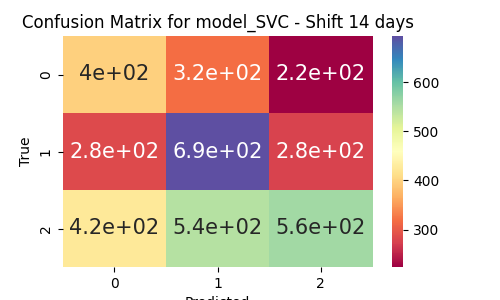 Confusion Matrix for model_SVC - Shift 14 days
0 4e+02 3.2e+02 2.2e+02
1 2.8e+02 6.9e+02 2.8e+02
2 4.2e+02 5.4e+02 5.6e+02
0 1 2
True
Predicted
600
500
400
300